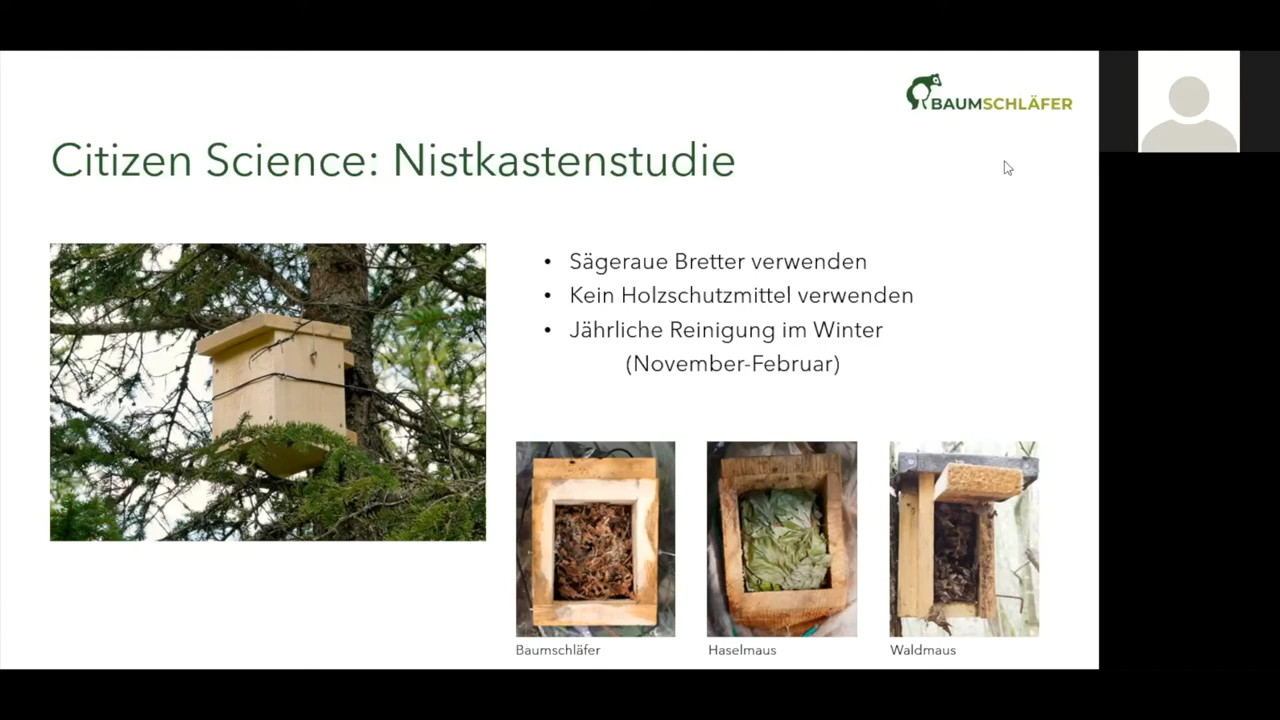 BAUMSCHLÄFER
Citizen Science: Nistkastenstudie
• Sägeraue Bretter verwenden
• Kein Holzschutzmittel verwenden
• Jährliche Reinigung im Winter
(November-Februar)
Baumschläfer
Haselmaus
Waldmaus